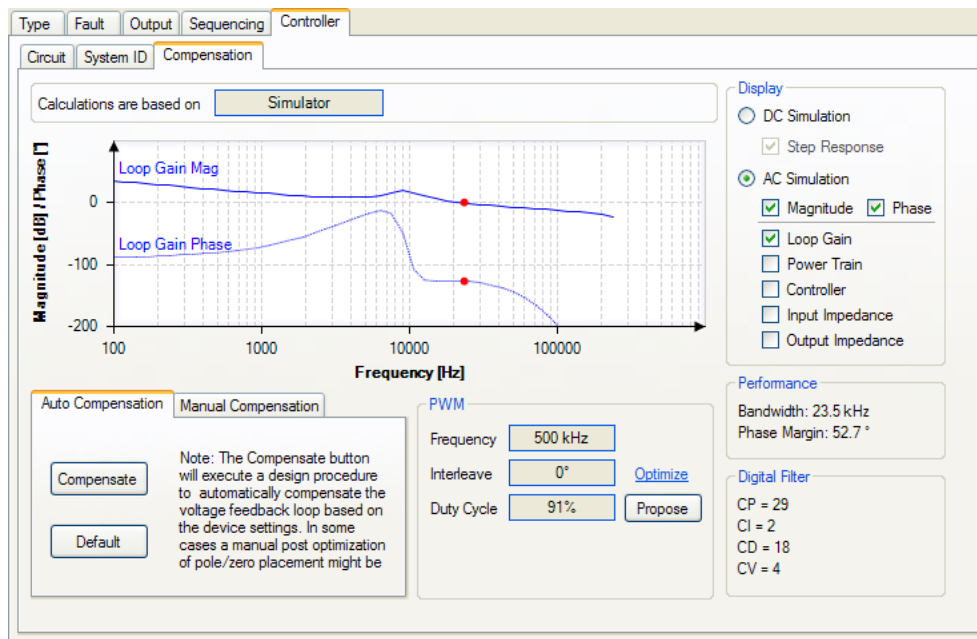 Type Fault Output Sequencing Controller
Circuit System ID Compensation
Calculations are based on Simulator
Magnitude [dB] / Phase [°]
Loop Gain Mag
Loop Gain Phase
0
-100
-200
100 1000 10000 100000
Frequency [Hz]
Display
DC Simulation
Step Response
AC Simulation
Magnitude Phase
Loop Gain
Power Train
Controller
Input Impedance
Output Impedance
Performance
Bandwidth: 23.5 kHz
Phase Margin: 52.7 °
Digital Filter
CP = 29
CI = 2
CD = 18
CV = 4
Auto Compensation Manual Compensation
Compensate
Default
Note: The Compensate button
will execute a design procedure
to automatically compensate the
voltage feedback loop based on
the device settings. In some
cases a manual post optimization
of pole/zero placement might be
PWM
Frequency 500 kHz
Interleave 0° Optimize
Duty Cycle 91% Propose